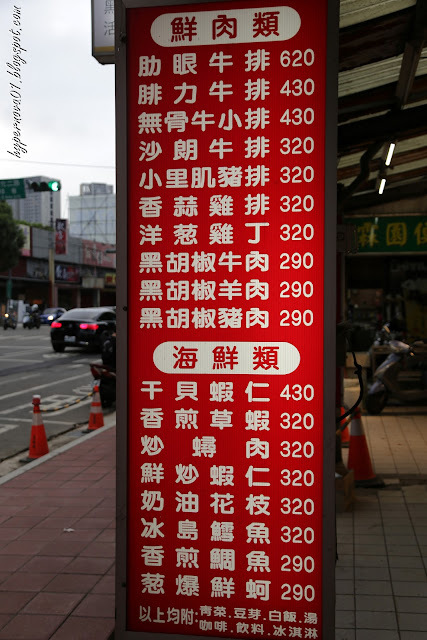 鮮肉類
肋眼牛排 620
腓力牛排 430
無骨牛小排 430
沙朗牛排 320
小里肌豬排 320
香蒜雞排 320
洋葱雞丁 320
黑胡椒牛肉 290
黑胡椒羊肉 290
黑胡椒豬肉 290
海鮮類
干貝蝦仁 430
香煎草蝦 320
炒蟳肉 320
鮮炒蝦仁 320
奶油花枝 320
冰島鱈魚 320
香煎鯛魚 290
葱爆鮮蚵 290
以上均附·青菜.豆芽.白飯.湯
咖啡.飲料.冰淇淋
hypernova01.blogspot.com
活
森園